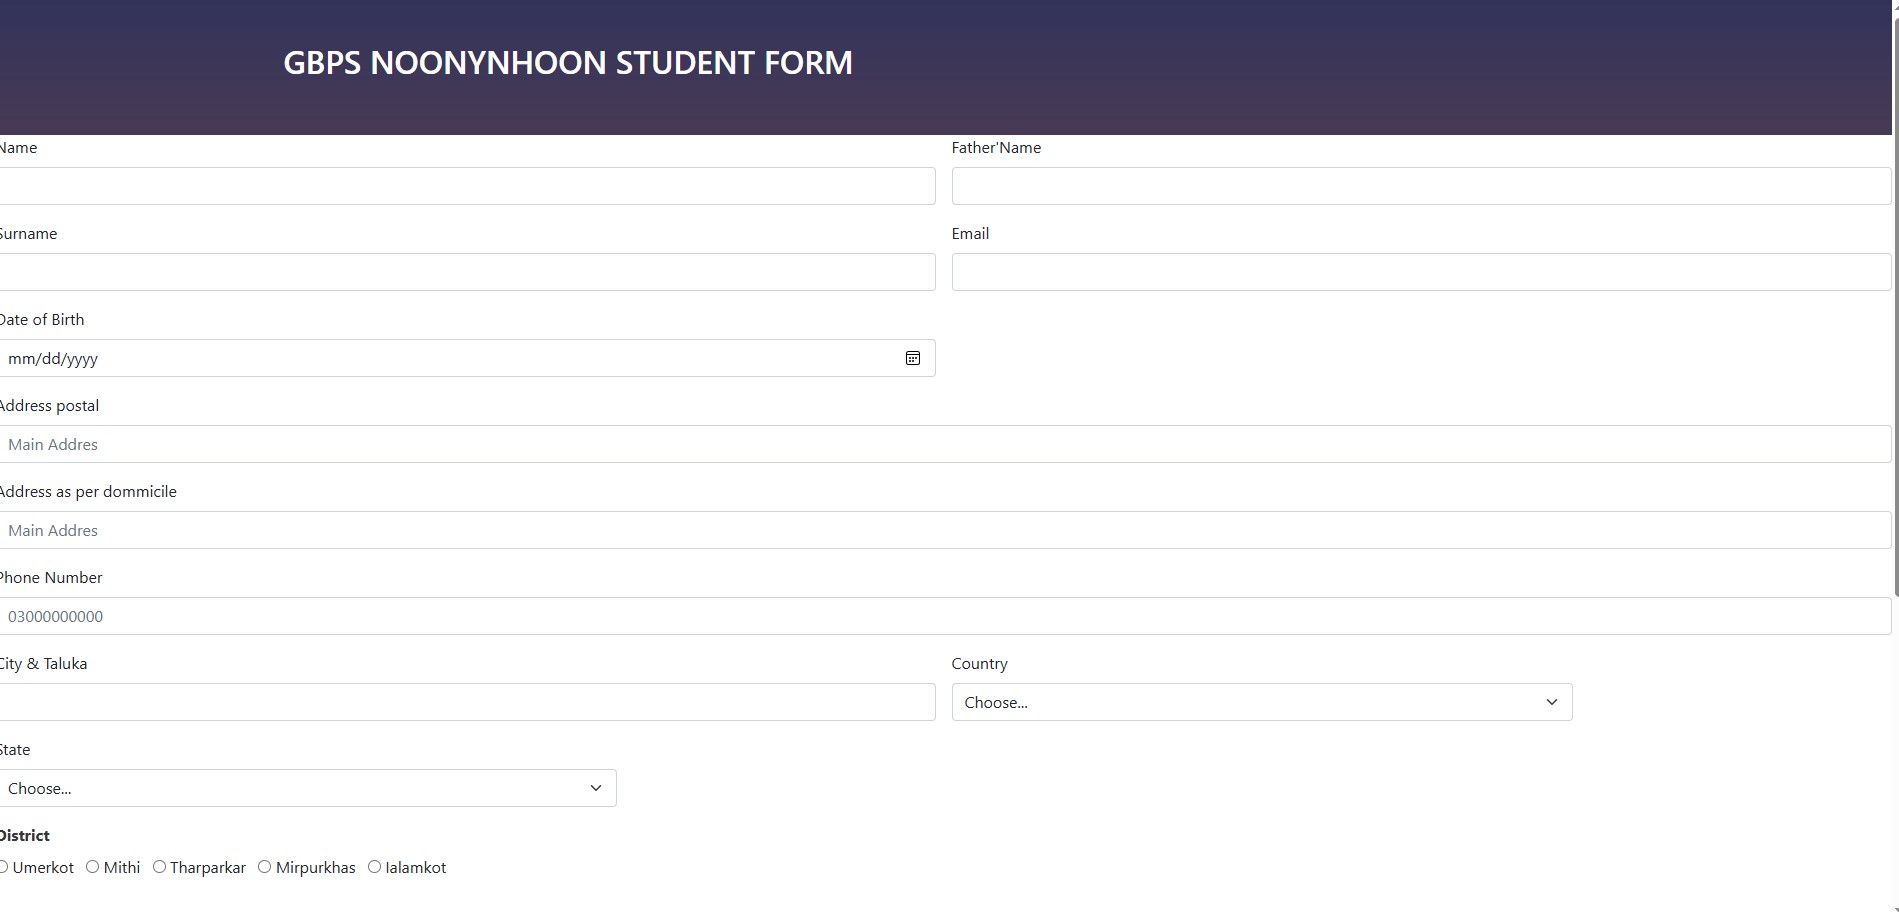 GBPS NOONYNHOON STUDENT FORM
Name Father'Name
Surname Email
Date of Birth
mm/dd/yyyy
Address postal
Main Addres
Address as per dommicile
Main Addres
Phone Number
03000000000
City & Taluka Country
Choose...
State
Choose...
District
Umerkot Mithi Tharparkar Mirpurkhas Ialamkot